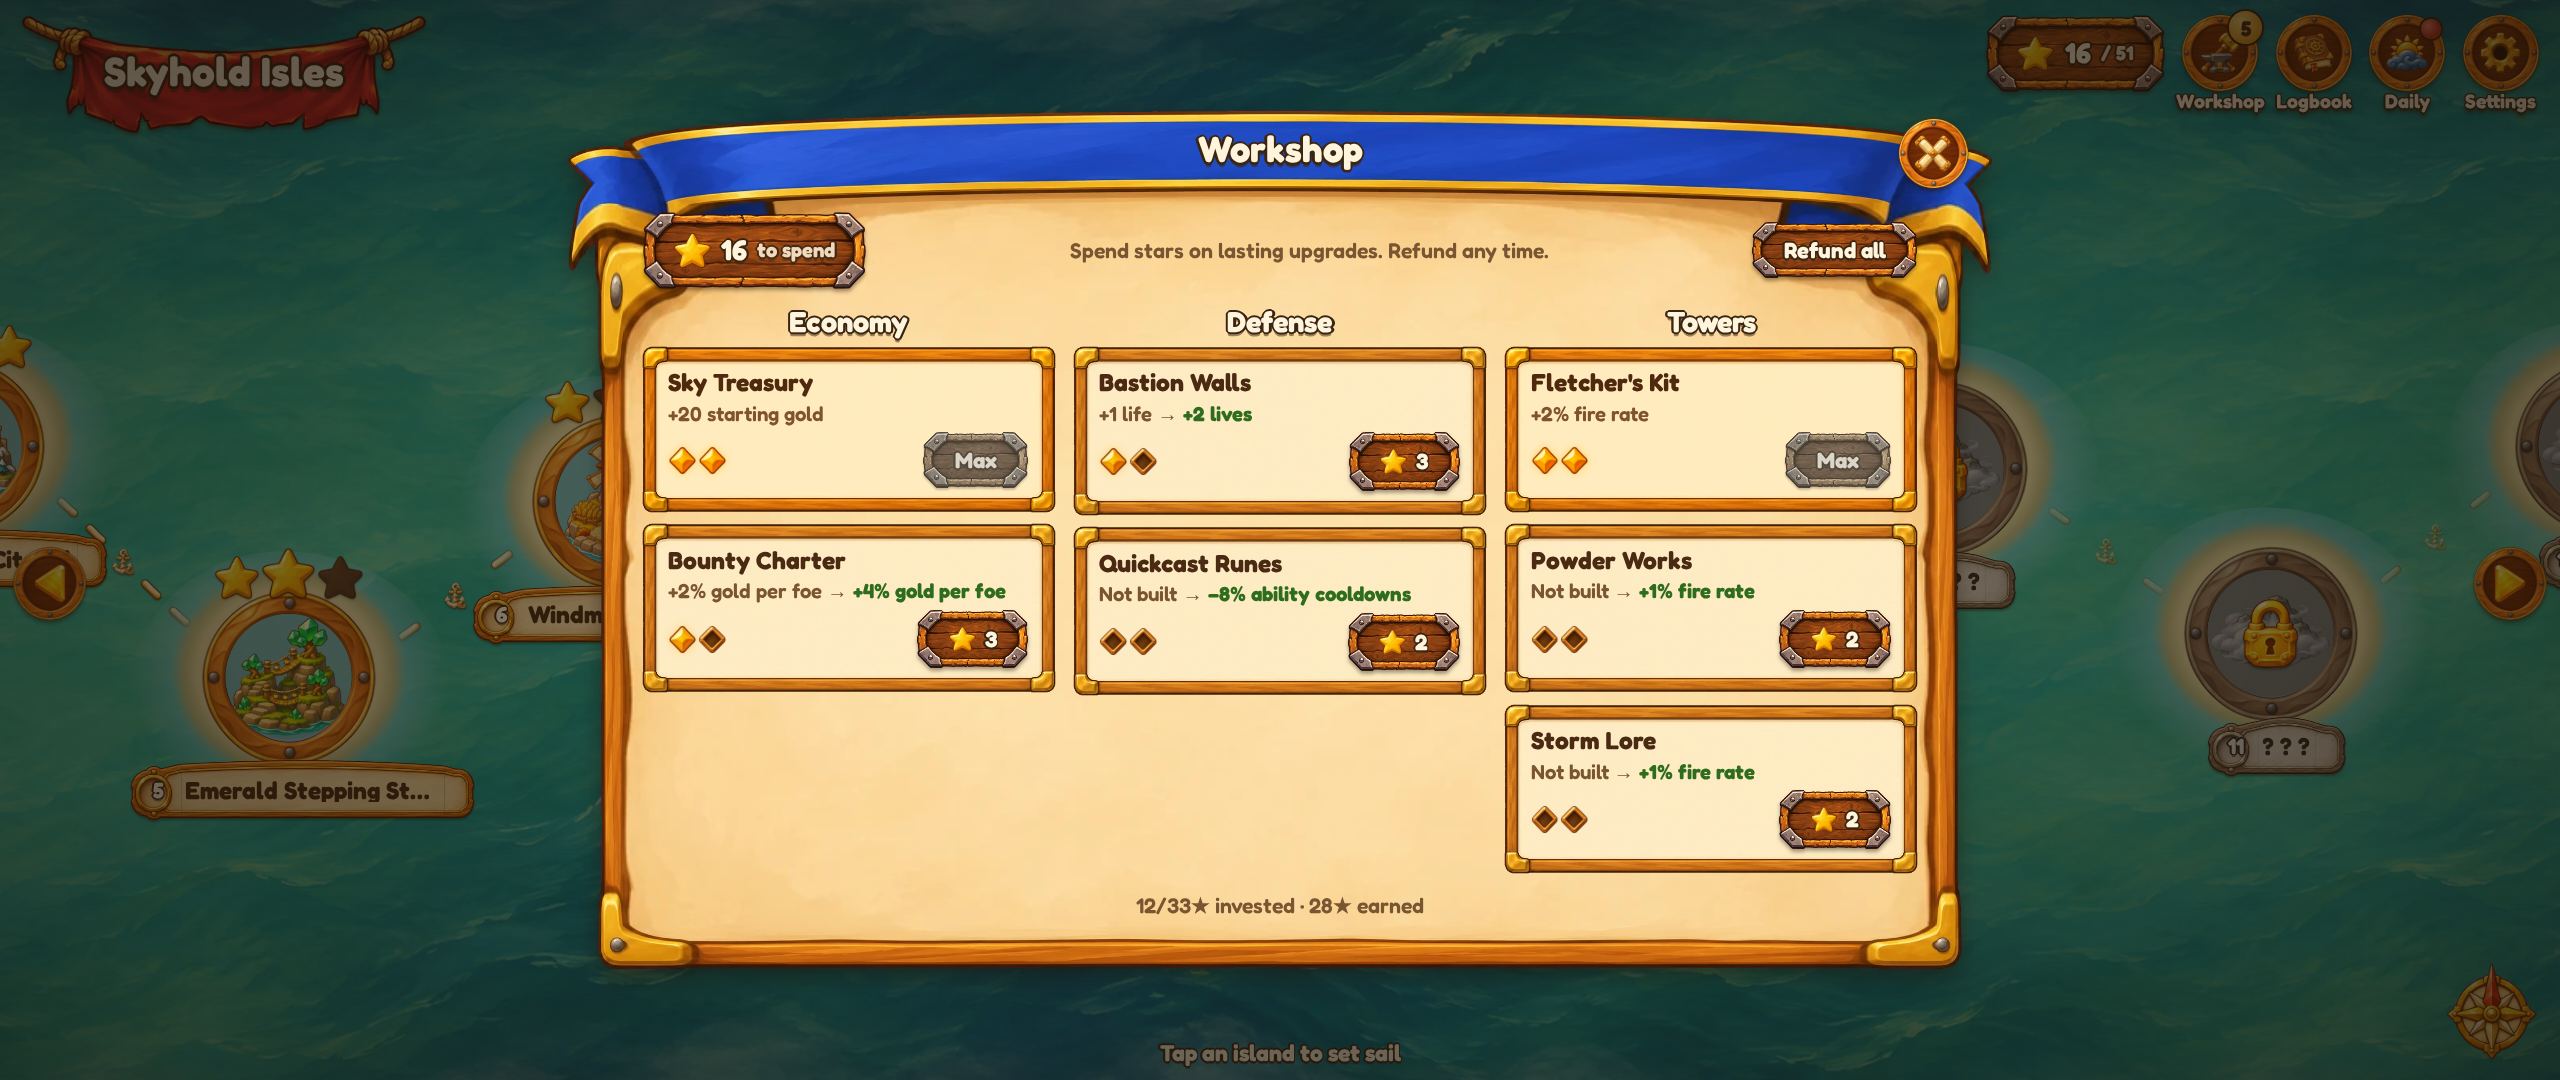 Skyhold Isles
16 / 51
5
Workshop
Logbook
Daily
Settings
Workshop
16 to spend
Spend stars on lasting upgrades. Refund any time.
Refund all
Economy
Sky Treasury
+20 starting gold
Max
Bounty Charter
+2% gold per foe → +4% gold per foe
3
Defense
Bastion Walls
+1 life → +2 lives
3
Quickcast Runes
Not built → −8% ability cooldowns
2
Towers
Fletcher's Kit
+2% fire rate
Max
Powder Works
Not built → +1% fire rate
2
Storm Lore
Not built → +1% fire rate
2
12/33★ invested · 28★ earned
6
5 Emerald Stepping St...
?
11 ? ? ?
Tap an island to set sail